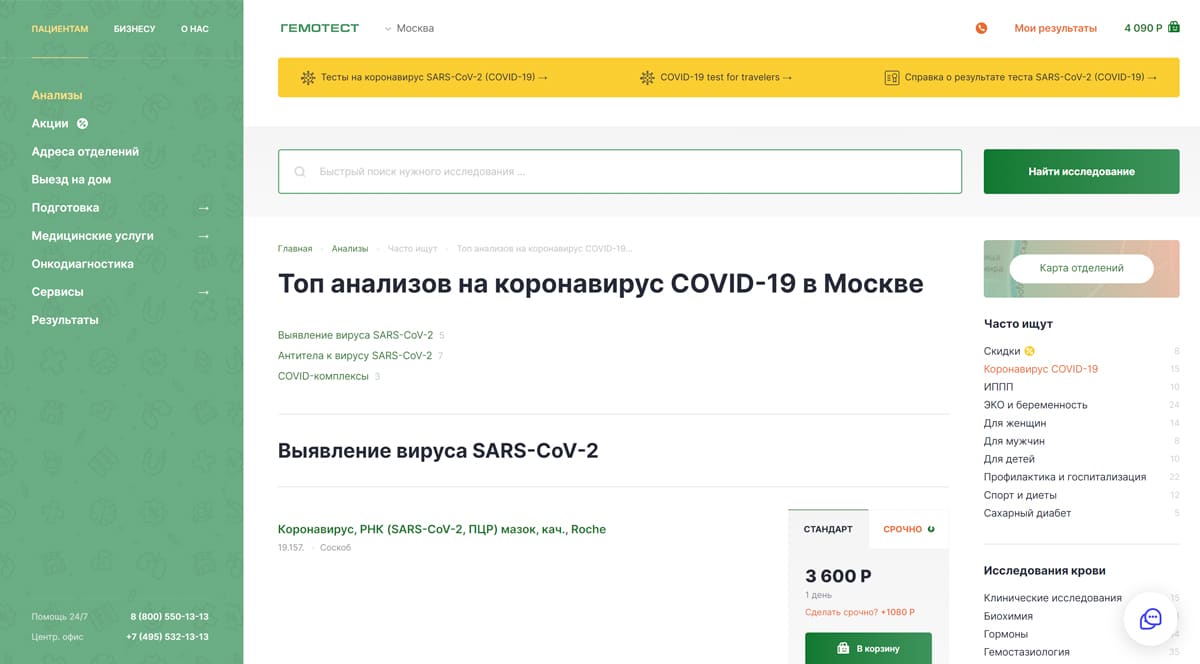 ПАЦИЕНТАМ БИЗНЕСУ О НАС
Анализы
Акции
Адреса отделений
Выезд на дом
Подготовка →
Медицинские услуги →
Онкодиагностика
Сервисы →
Результаты
Помощь 24/7 8 (800) 550-13-13
Центр. офис +7 (495) 532-13-13
ГЕМОТЕСТ Москва Мои результаты 4 090 Р
Тесты на коронавирус SARS-CoV-2 (COVID-19) → COVID-19 test for travelers → Справка о результате теста SARS-CoV-2 (COVID-19) →
Быстрый поиск нужного исследования ... Найти исследование
Главная Анализы Часто ищут Топ анализов на коронавирус COVID-19...
Топ анализов на коронавирус COVID-19 в Москве
Выявление вируса SARS-CoV-2 5
Антитела к вирусу SARS-CoV-2 7
COVID-комплексы 3
Выявление вируса SARS-CoV-2
Коронавирус, РНК (SARS-CoV-2, ПЦР) мазок, кач., Roche
19.157. Соскоб
СТАНДАРТ СРОЧНО
3 600 Р
1 день
Сделать срочно? +1080 Р
В корзину
Карта отделений
Часто ищут
Скидки 8
Коронавирус COVID-19 15
ИППП 10
ЭКО и беременность 24
Для женщин 14
Для мужчин 8
Для детей 10
Профилактика и госпитализация 22
Спорт и диеты 12
Сахарный диабет 5
Исследования крови
Клинические исследования 15
Биохимия
Гормоны
Гемостазиология 35